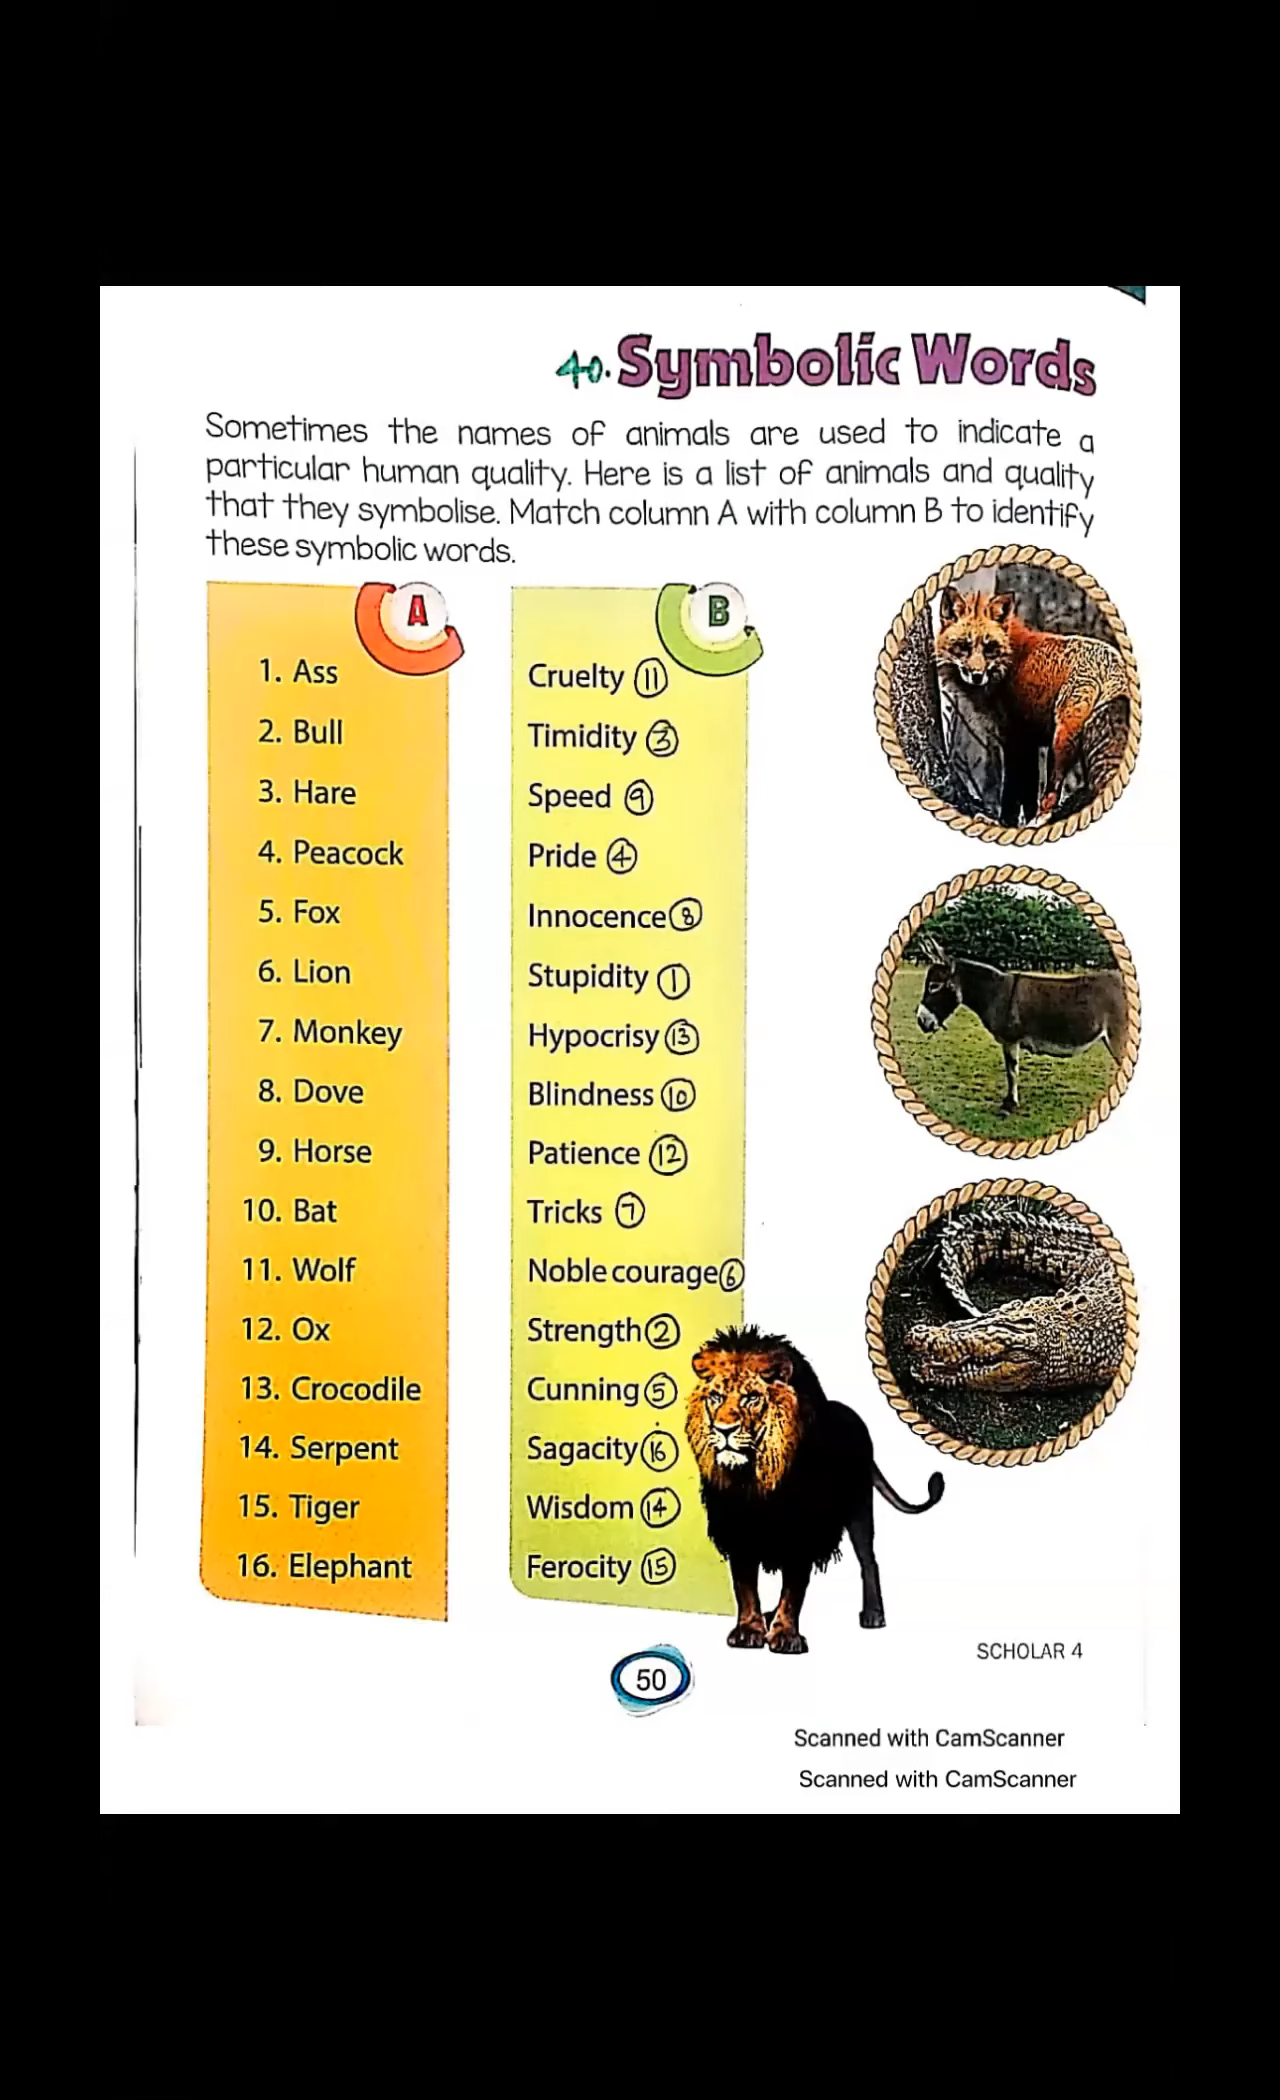 40. Symbolic Words
Sometimes the names of animals are used to indicate a
particular human quality. Here is a list of animals and quality
that they symbolise. Match column A with column B to identify
these symbolic words.
A
1. Ass
2. Bull
3. Hare
4. Peacock
5. Fox
6. Lion
7. Monkey
8. Dove
9. Horse
10. Bat
11. Wolf
12. Ox
13. Crocodile
14. Serpent
15. Tiger
16. Elephant
B
Cruelty 11
Timidity 3
Speed 9
Pride 4
Innocence 8
Stupidity 1
Hypocrisy 13
Blindness 10
Patience 12
Tricks 7
Noble courage 6
Strength 2
Cunning 5
Sagacity 16
Wisdom 14
Ferocity 15
SCHOLAR 4
50
Scanned with CamScanner
Scanned with CamScanner